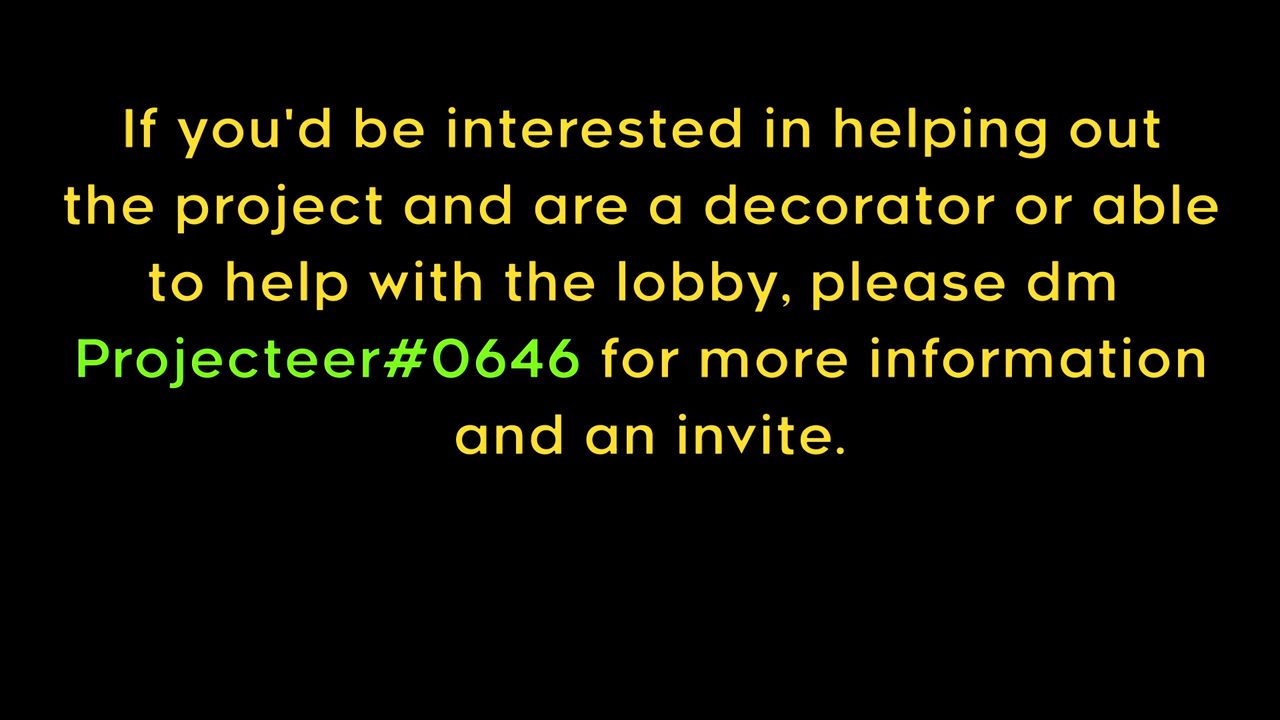 If you'd be interested in helping out
the project and are a decorator or able
to help with the lobby, please dm
Projecteer#0646 for more information
and an invite.